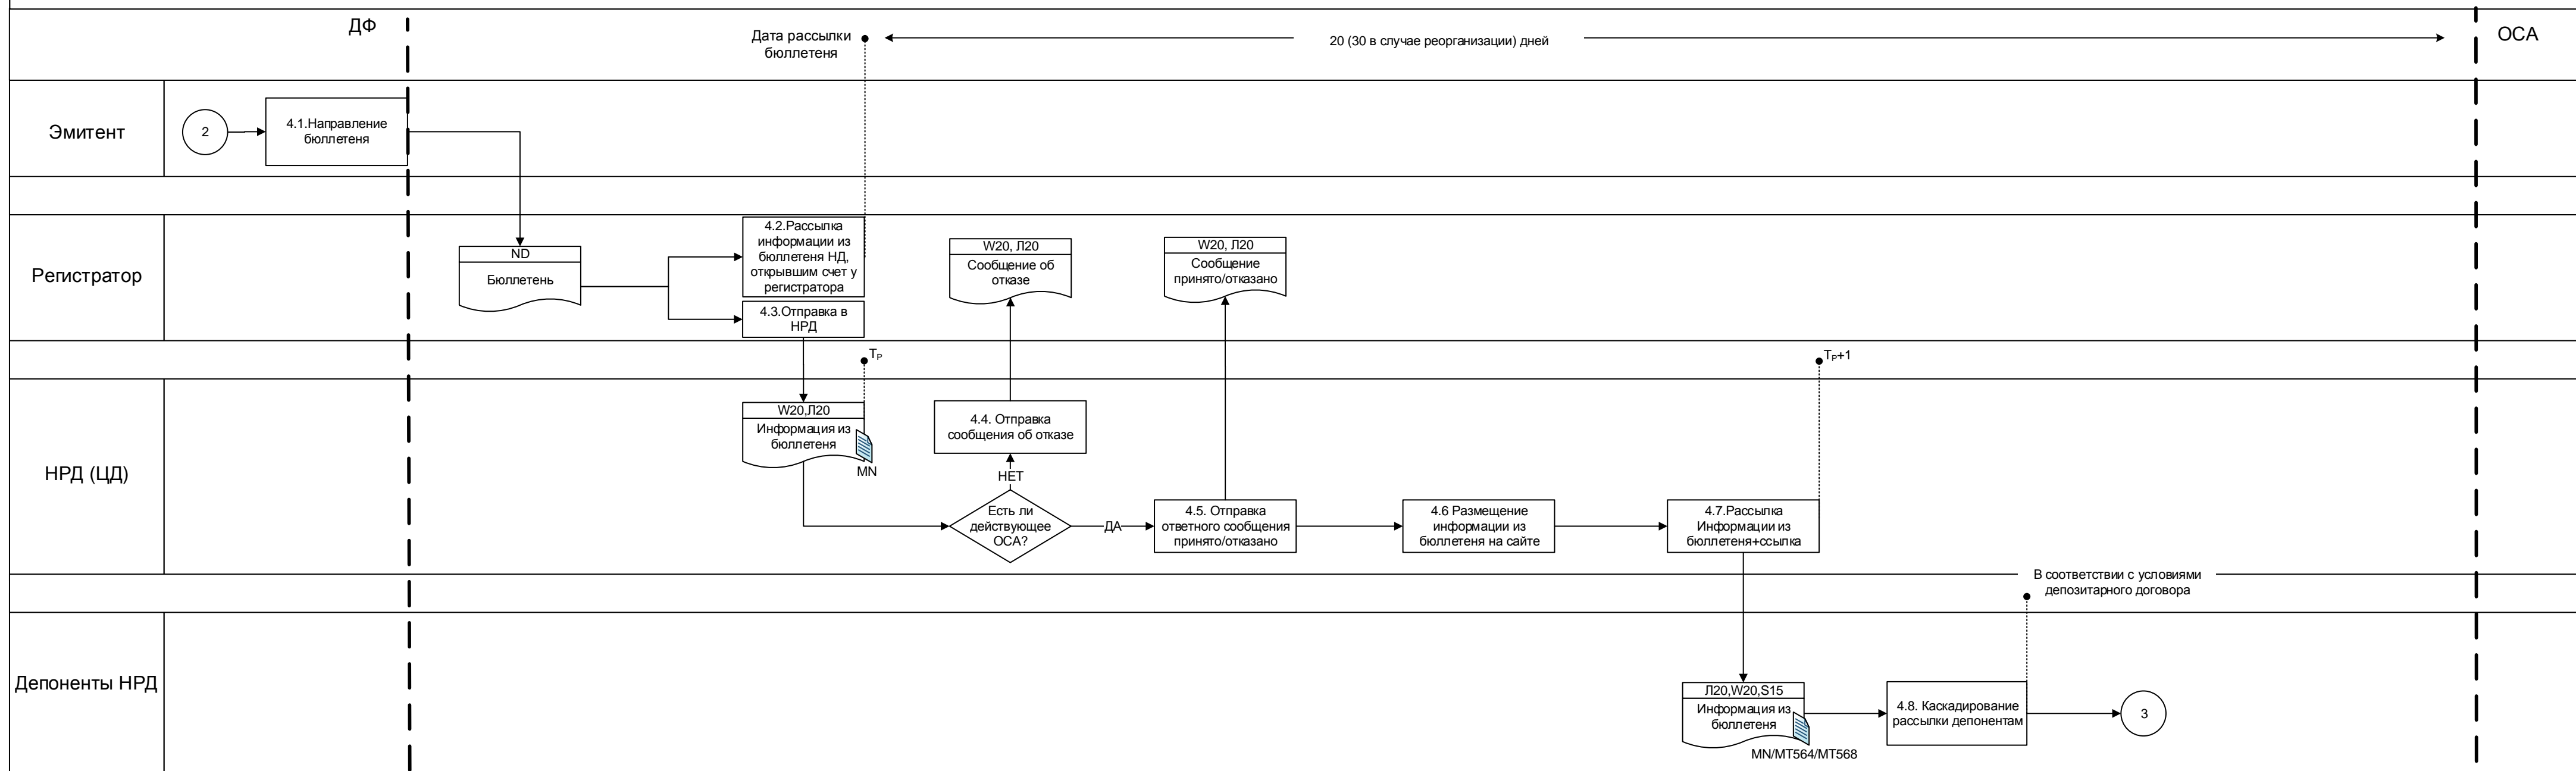 ДФ
Дата рассылки
бюллетеня
20 (30 в случае реорганизации) дней
ОСА
Эмитент
2
4.1.Направление
бюллетеня
Регистратор
ND
Бюллетень
4.2.Рассылка
информации из
бюллетеня НД,
открывшим счет у
регистратора
4.3.Отправка в
НРД
W20, Л20
Сообщение об
отказе
W20, Л20
Сообщение
принято/отказано
TР
TР+1
НРД (ЦД)
W20,Л20
Информация из
бюллетеня
MN
4.4. Отправка
сообщения об отказе
НЕТ
Есть ли
действующее
ОСА?
ДА
4.5. Отправка
ответного сообщения
принято/отказано
4.6 Размещение
информации из
бюллетеня на сайте
4.7.Рассылка
Информации из
бюллетеня+ссылка
В соответствии с условиями
депозитарного договора
Депоненты НРД
Л20,W20,S15
Информация из
бюллетеня
MN/MT564/MT568
4.8. Каскадирование
рассылки депонентам
3